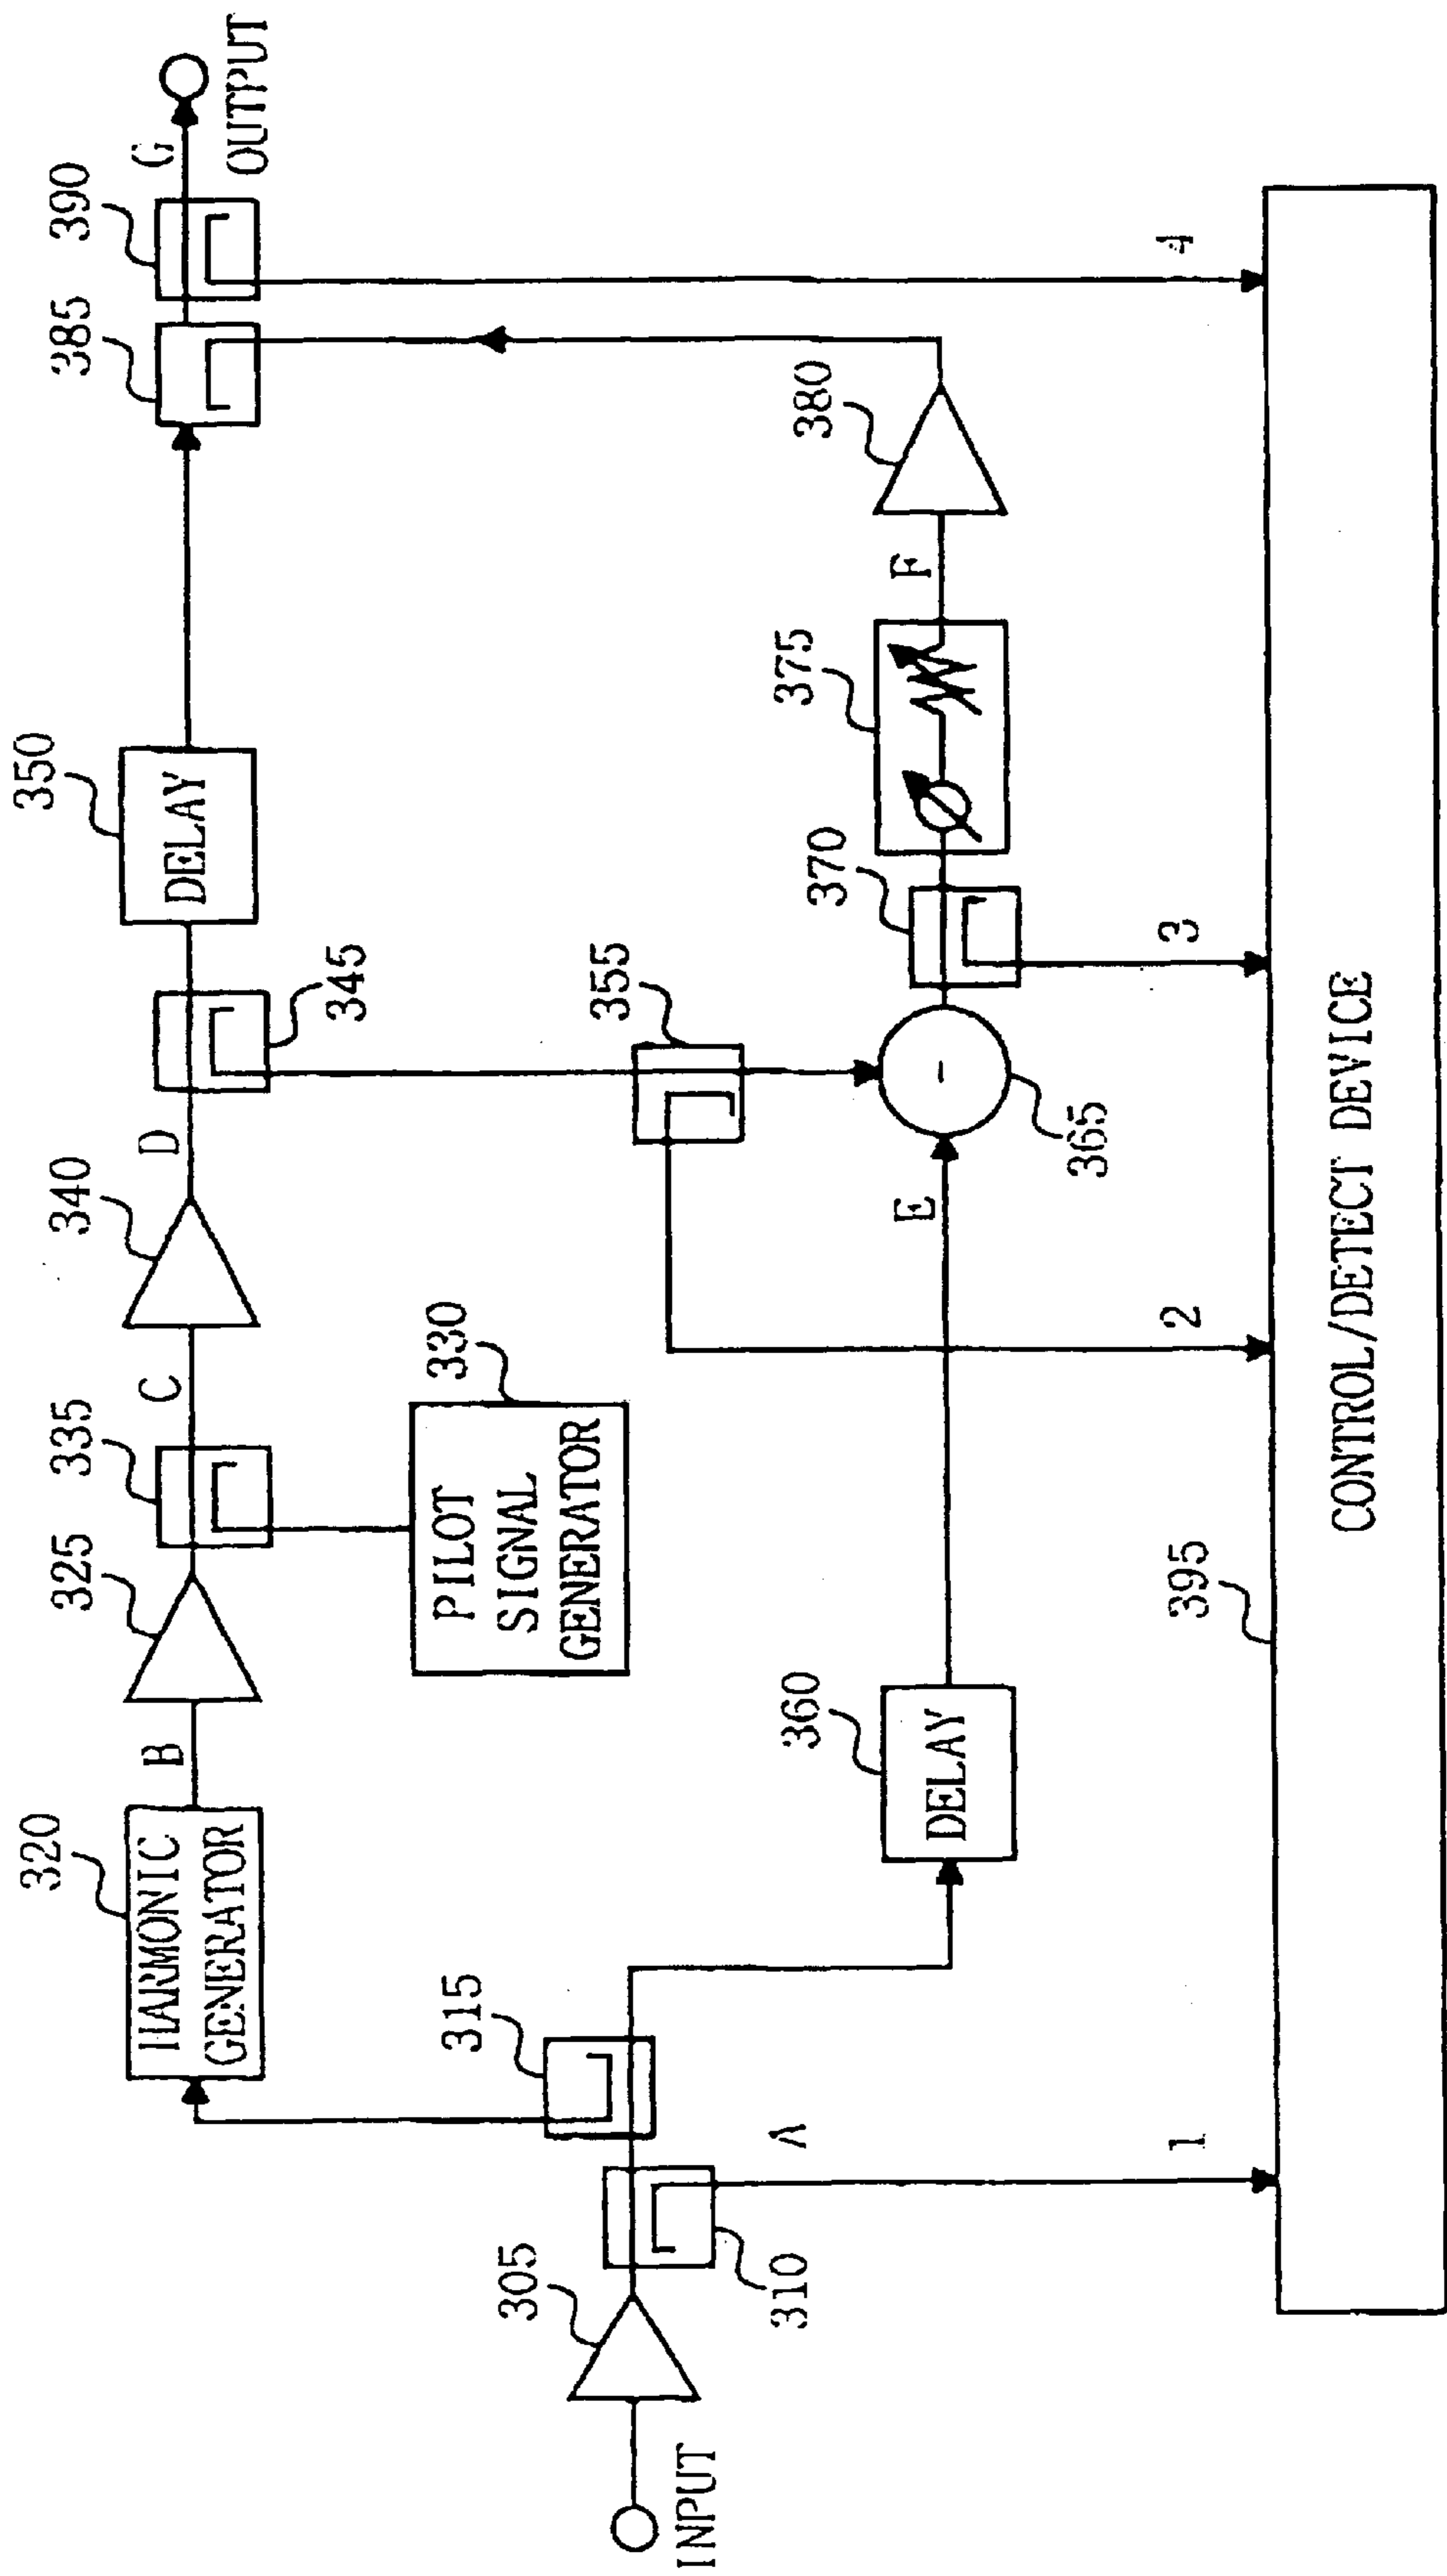 320
HARMONIC
GENERATOR
B
325
335
C
340
D
345
350
DELAY
385
390
G
OUTPUT
PILOT
SIGNAL
GENERATOR
330
355
INPUT
305
310
315
A
360
DELAY
E
365
370
375
F
380
1
2
3
4
395
CONTROL/DETECT DEVICE